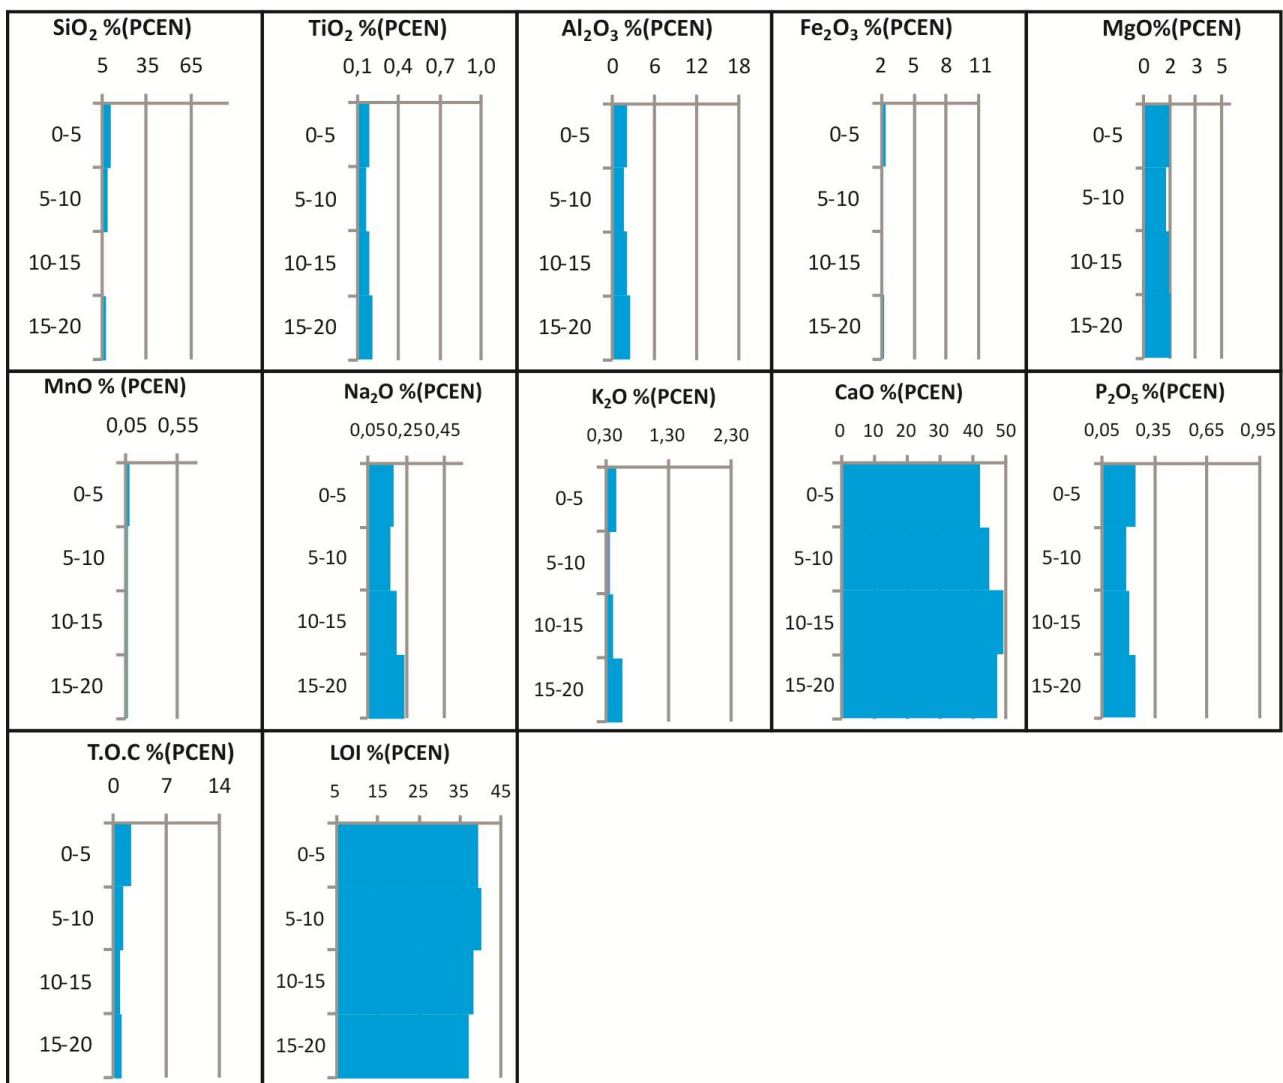 SiO2 %(PCEN)
5 35 65
0-5
5-10
10-15
15-20
TiO2 %(PCEN)
0,1 0,4 0,7 1,0
0-5
5-10
10-15
15-20
Al2O3 %(PCEN)
0 6 12 18
0-5
5-10
10-15
15-20
Fe2O3 %(PCEN)
2 5 8 11
0-5
5-10
10-15
15-20
MgO%(PCEN)
0 2 3 5
0-5
5-10
10-15
15-20
MnO % (PCEN)
0,05 0,55
0-5
5-10
10-15
15-20
Na2O %(PCEN)
0,05 0,25 0,45
0-5
5-10
10-15
15-20
K2O %(PCEN)
0,30 1,30 2,30
0-5
5-10
10-15
15-20
CaO %(PCEN)
0 10 20 30 40 50
0-5
5-10
10-15
15-20
P2O5 %(PCEN)
0,05 0,35 0,65 0,95
0-5
5-10
10-15
15-20
T.O.C %(PCEN)
0 7 14
0-5
5-10
10-15
15-20
LOI %(PCEN)
5 15 25 35 45
0-5
5-10
10-15
15-20